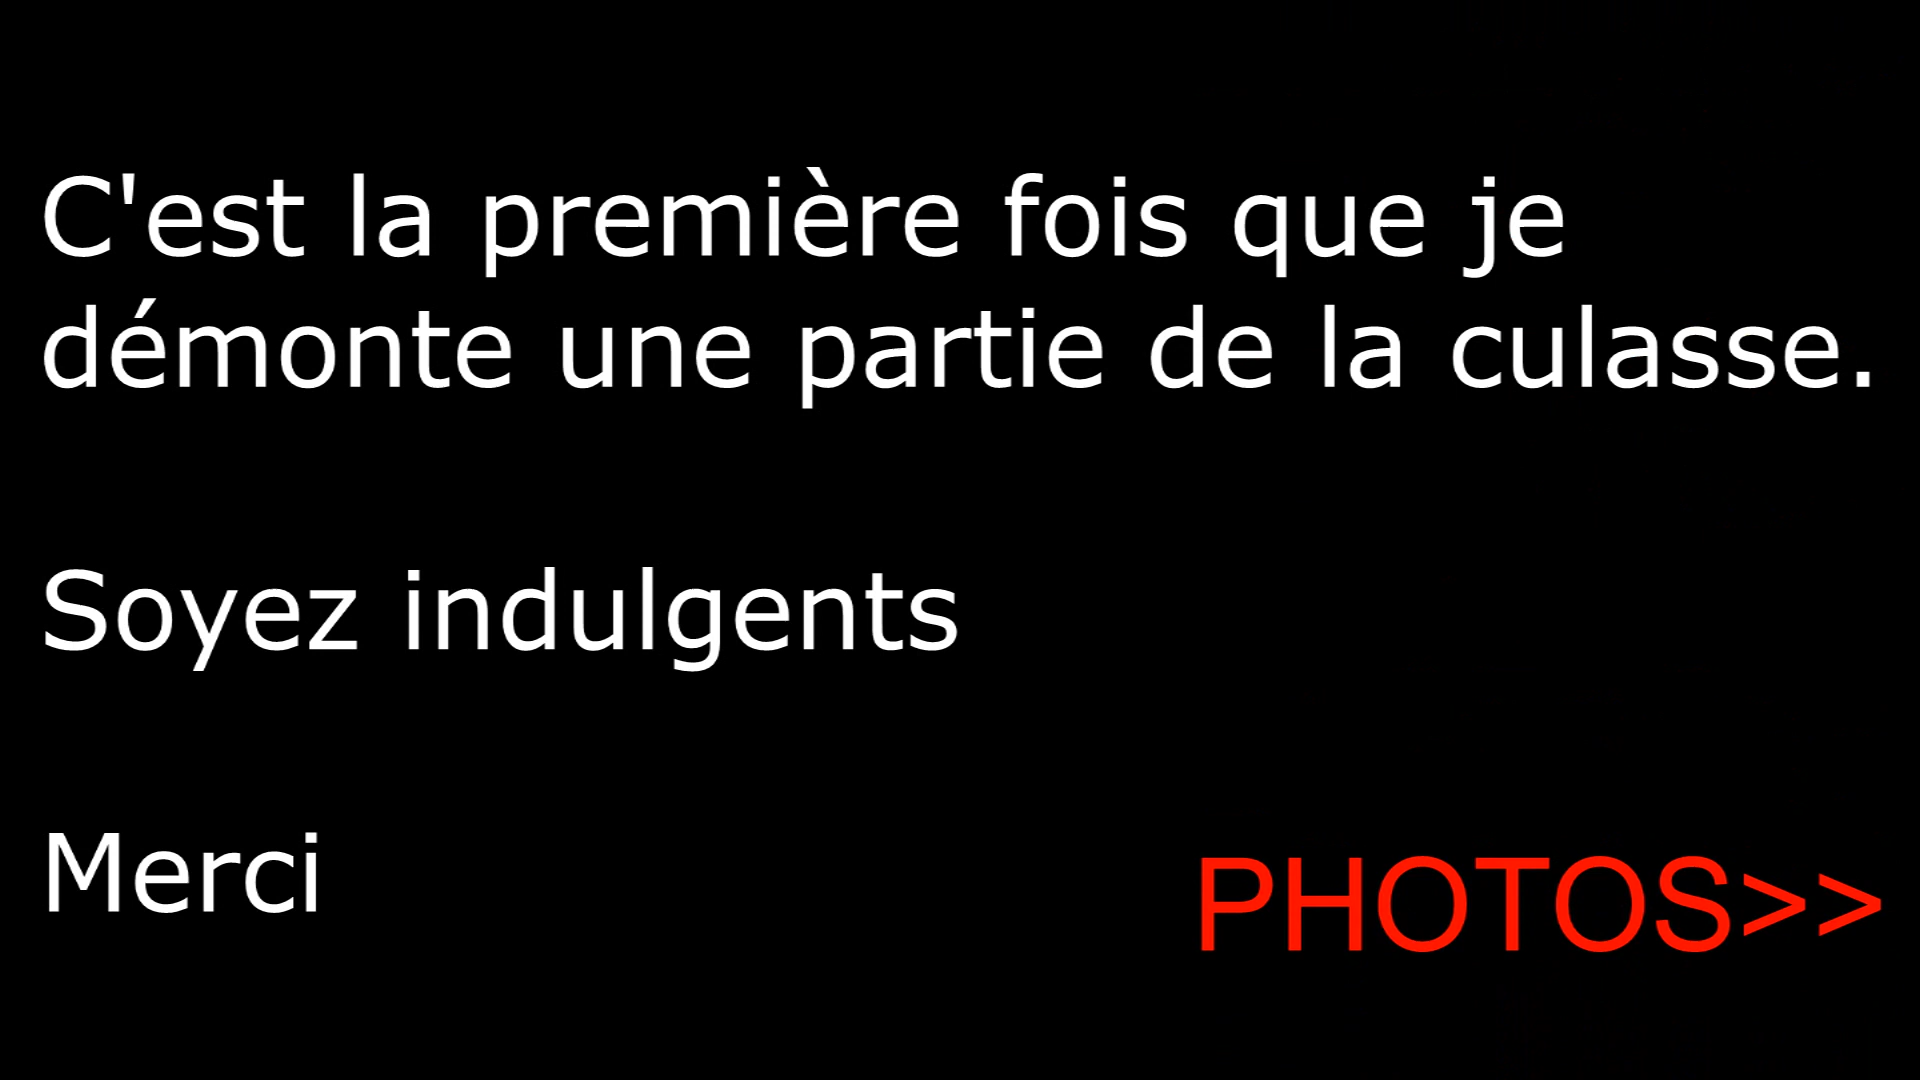 C'est la première fois que je
démonte une partie de la culasse.
Soyez indulgents
Merci
PHOTOS>>